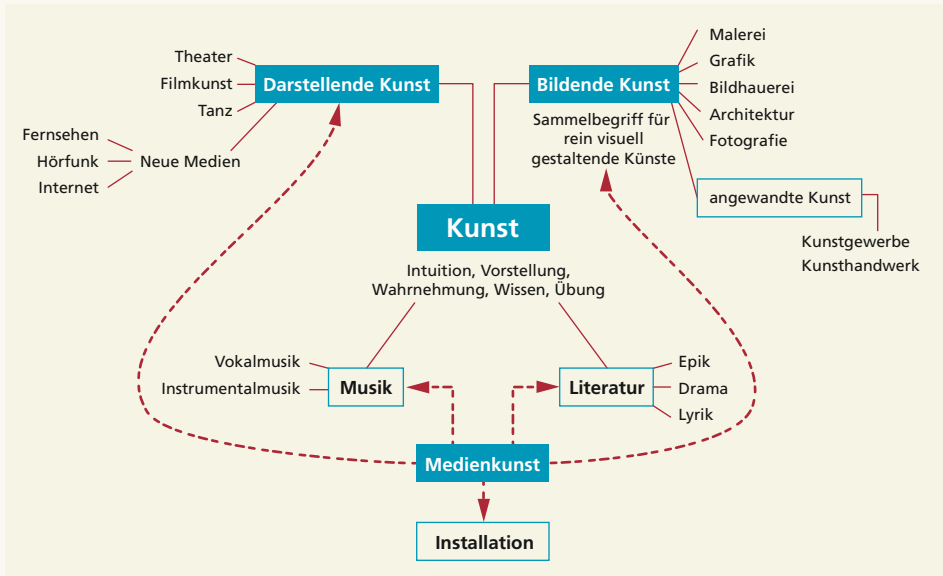 Theater
Filmkunst
Tanz
Darstellende Kunst
Fernsehen
Hörfunk
Internet
Neue Medien
Bildende Kunst
Sammelbegriff für
rein visuell
gestaltende Künste
Malerei
Grafik
Bildhauerei
Architektur
Fotografie
angewandte Kunst
Kunstgewerbe
Kunsthandwerk
Kunst
Intuition, Vorstellung,
Wahrnehmung, Wissen, Übung
Vokalmusik
Instrumentalmusik
Musik
Literatur
Epik
Drama
Lyrik
Medienkunst
Installation